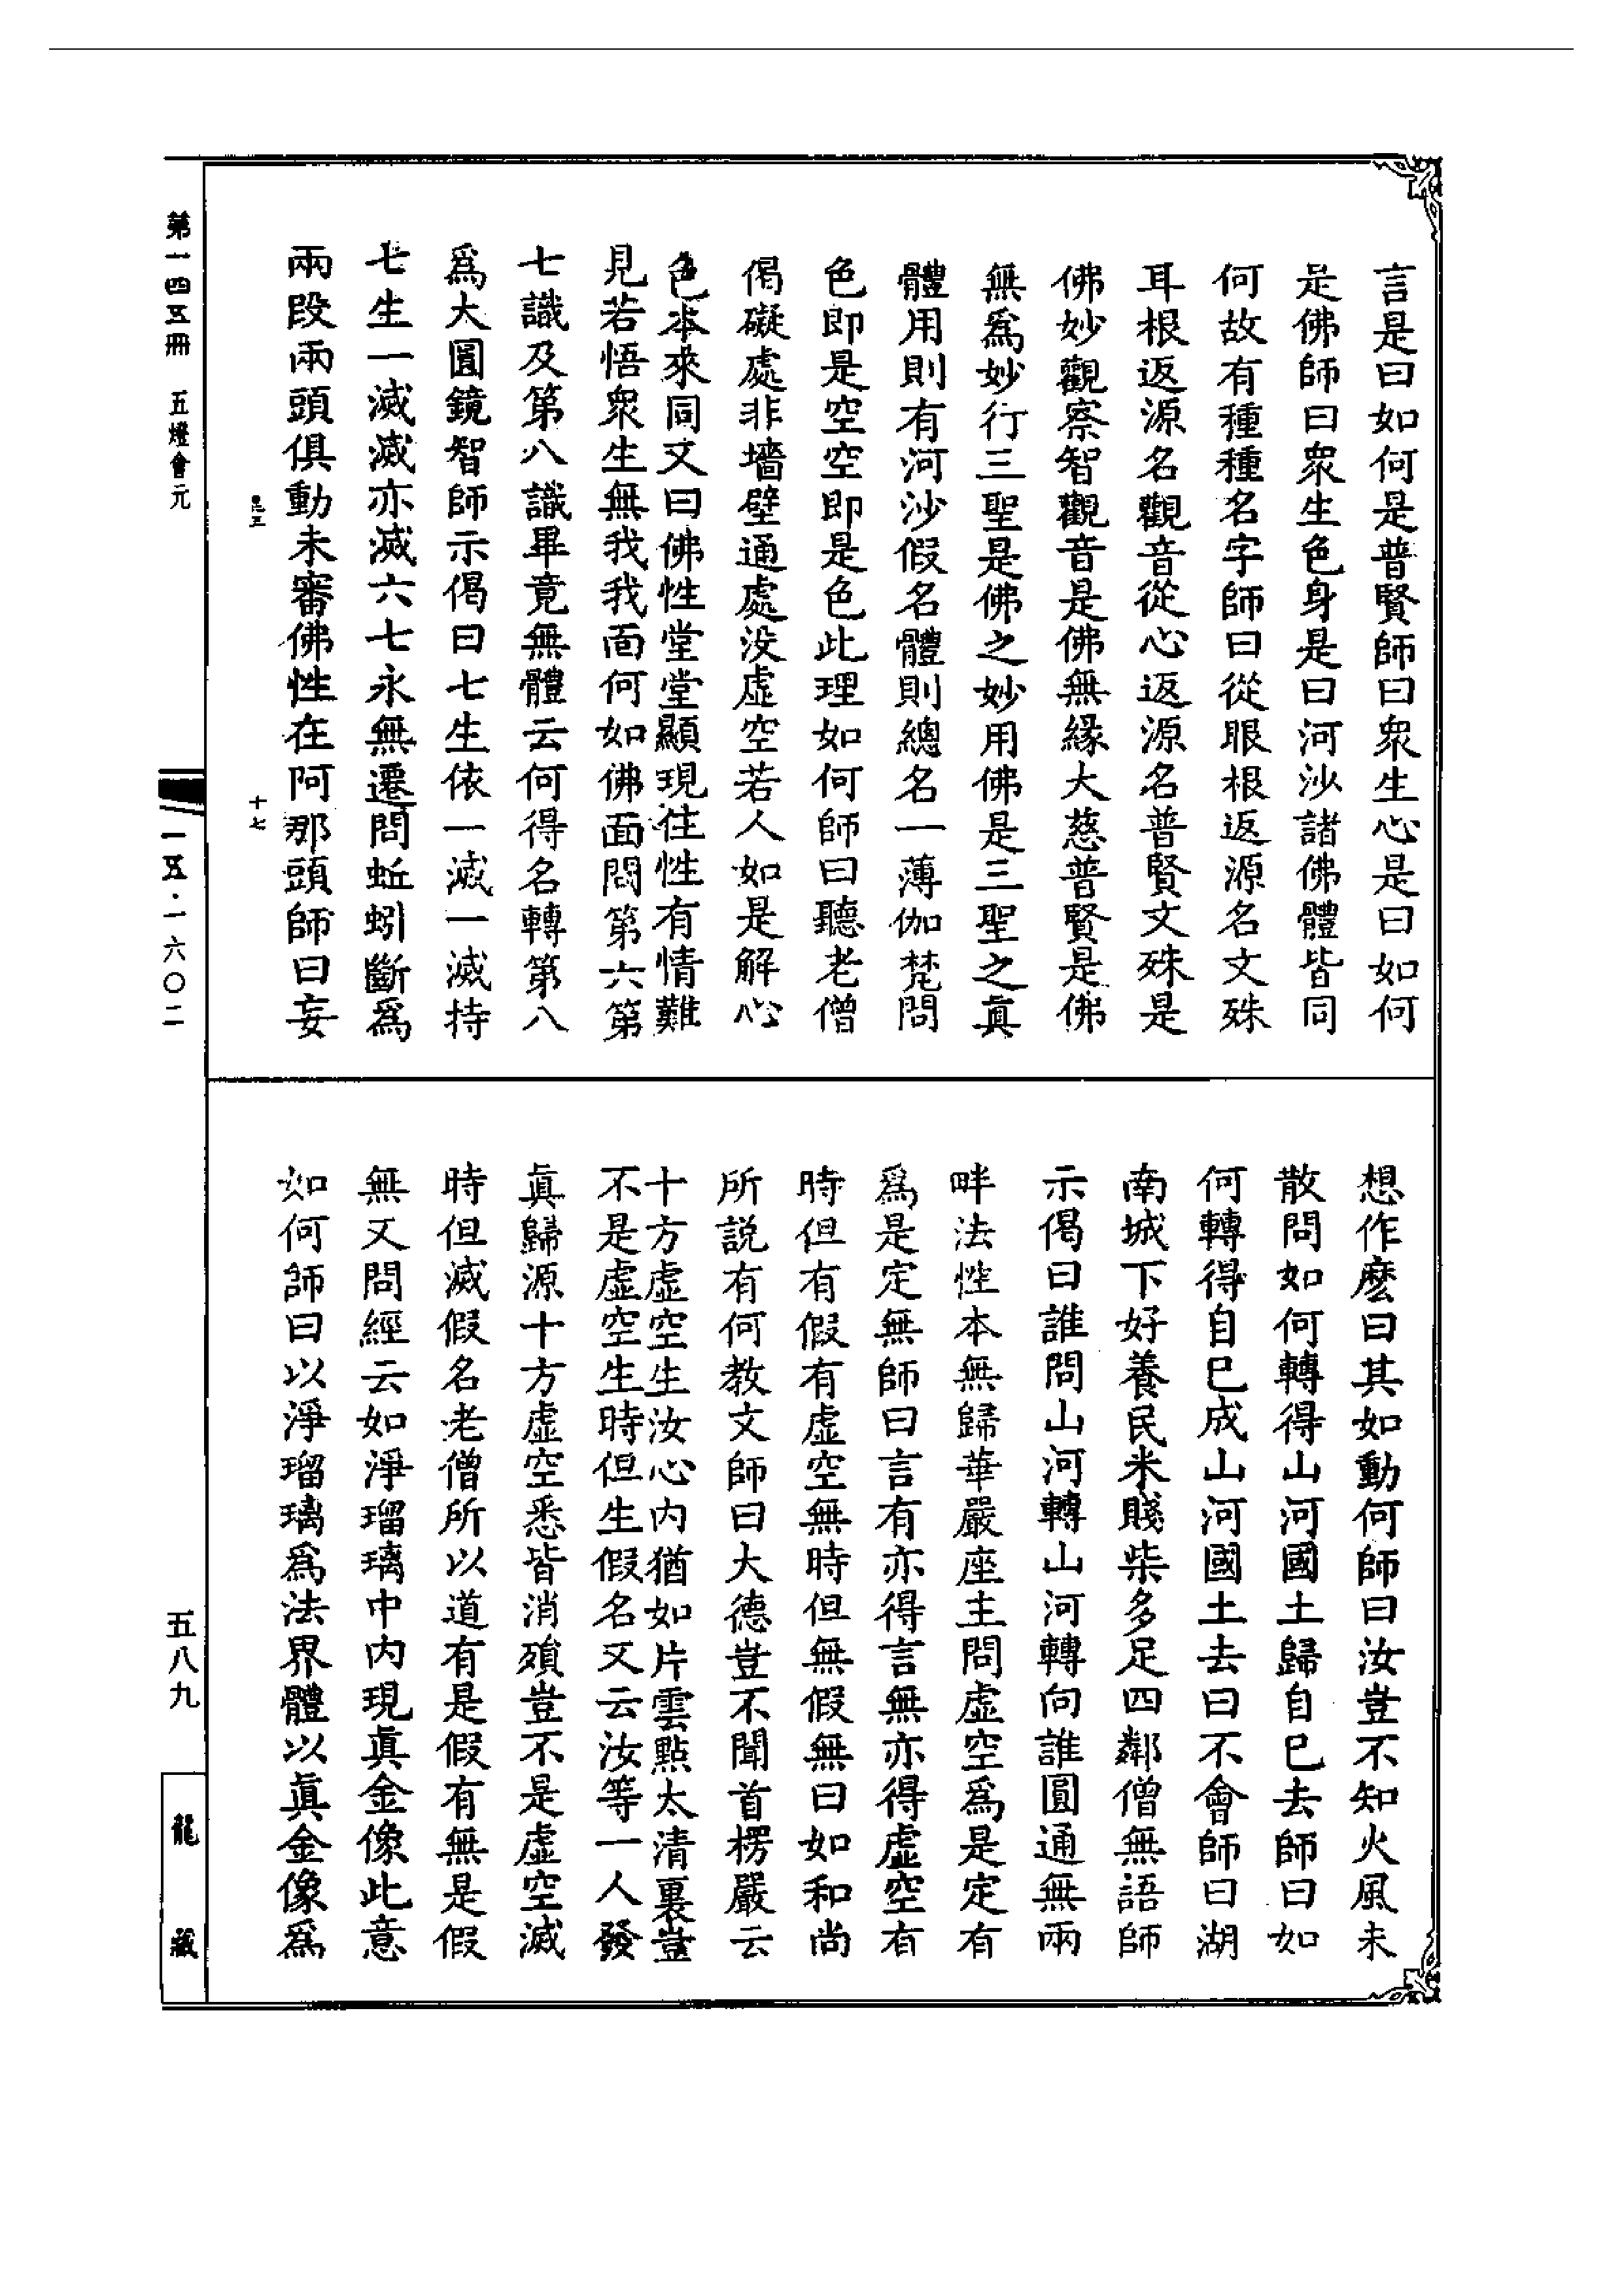 言是曰如何是普賢師曰衆生心是曰如何
是佛師曰衆生色身是曰河沙諸佛體皆同
何故有種種名字師曰從眼根返源名文殊
耳根返源名觀音從心返源名普賢文殊是
佛妙觀察智觀音是佛無緣大慈普賢是佛
無爲妙行三聖是佛之妙用佛是三聖之眞
體用則有河沙假名體則總名一薄伽梵問
色即是空空即是色此理如何師曰聽老僧
偈礙處非墻壁通處没虛空若人如是解心
色本來同又曰佛性堂堂顯現住性有情難
見若悟衆生無我我面何如佛面問第六第
七識及第八識畢竟無體云何得名轉第八
爲大圓鏡智師示偈曰七生依一滅一滅持
七生一滅滅亦滅六七永無遷問蚯蚓斷爲
兩段兩頭俱動未審佛性在阿那頭師曰妄
十七
想作麽曰其如動何師曰汝豈不知火風未
散問如何轉得山河國土歸自已去師曰如
何轉得自已成山河國土去曰不會師曰湖
南城下好養民米賤柴多足四鄰僧無語師
示偈曰誰問山河轉山河轉向誰圓通無兩
畔法性本無歸華嚴座主問虛空爲是定有
爲是定無師曰言有亦得言無亦得虛空有
時但有假有虛空無時但無假無曰如和尚
所説有何教文師曰大德豈不聞首楞嚴云
十方虛空生汝心内猶如片雲點太清裏豈
不是虛空生時但生假名又云汝等一人發
眞歸源十方虛空悉皆消殞豈不是虛空滅
時但滅假名老僧所以道有是假有無是假
無又問經云如淨瑠璃中内現眞金像此意
如何師曰以淨瑠璃爲法界體以眞金像爲
第一四五冊　五燈會元
一五·一六〇二
五八九
龍藏